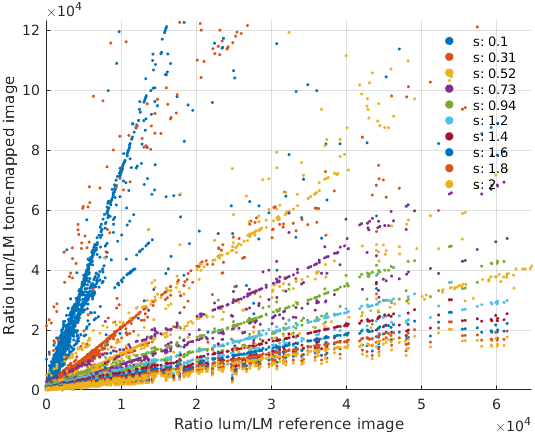 ×10⁴
12
10
8
6
4
2
0
Ratio lum/LM tone-mapped image
s: 0.1
s: 0.31
s: 0.52
s: 0.73
s: 0.94
s: 1.2
s: 1.4
s: 1.6
s: 1.8
s: 2
0 1 2 3 4 5 6
Ratio lum/LM reference image
×10⁴